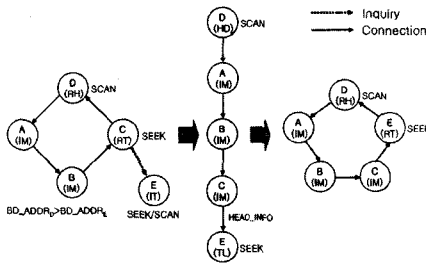 Inquiry
Connection
D
(HD)
SCAN
A
(IM)
B
(IM)
C
(IM)
HEAD_INFO
E
(TL)
SEEK
D
(RH)
SCAN
A
(IM)
B
(IM)
C
(RT)
SEEK
E
(IT)
SEEK/SCAN
BD_ADDR_D>BD_ADDR_E
D
(RH)
SCAN
A
(IM)
B
(IM)
C
(IM)
E
(RT)
SEE